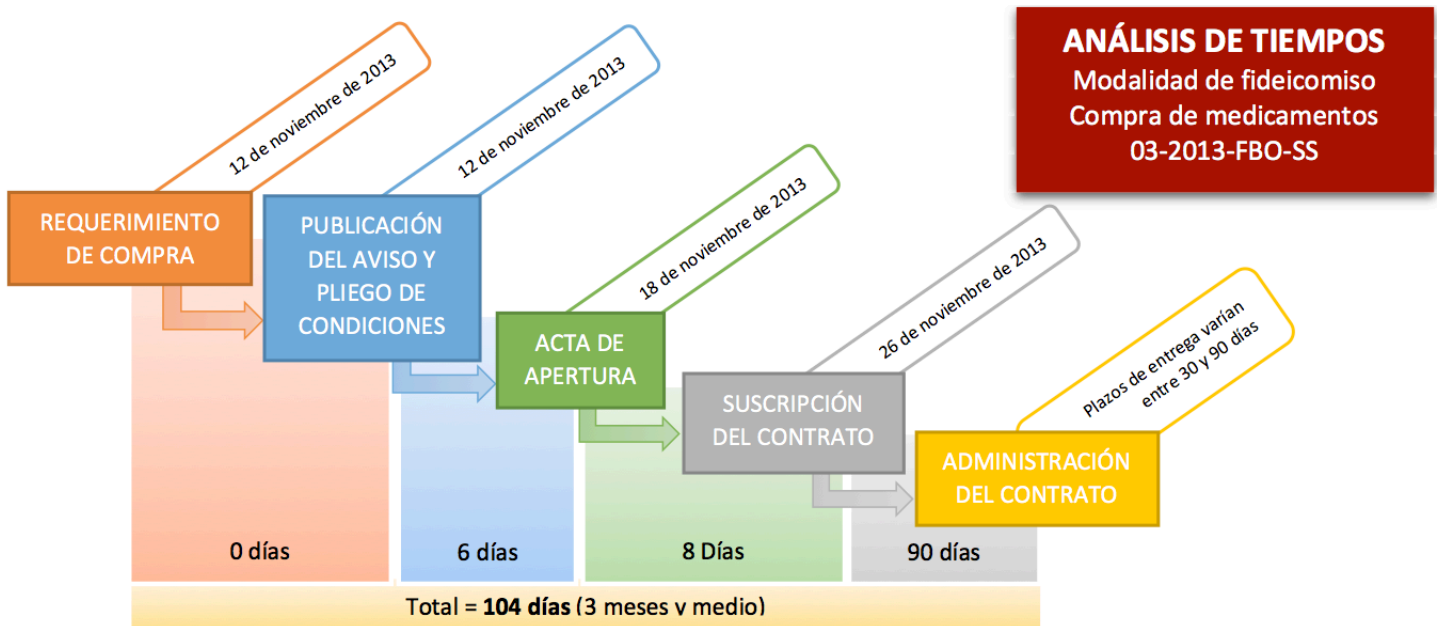 ANÁLISIS DE TIEMPOS
Modalidad de fideicomiso
Compra de medicamentos
03-2013-FBO-SS
12 de noviembre de 2013
REQUERIMIENTO
DE COMPRA
12 de noviembre de 2013
PUBLICACIÓN
DEL AVISO Y
PLIEGO DE
CONDICIONES
18 de noviembre de 2013
ACTA DE
APERTURA
26 de noviembre de 2013
SUSCRIPCIÓN
DEL CONTRATO
Plazos de entrega varían
entre 30 y 90 días
ADMINISTRACIÓN
DEL CONTRATO
0 días
6 días
8 Días
90 días
Total = 104 días (3 meses y medio)